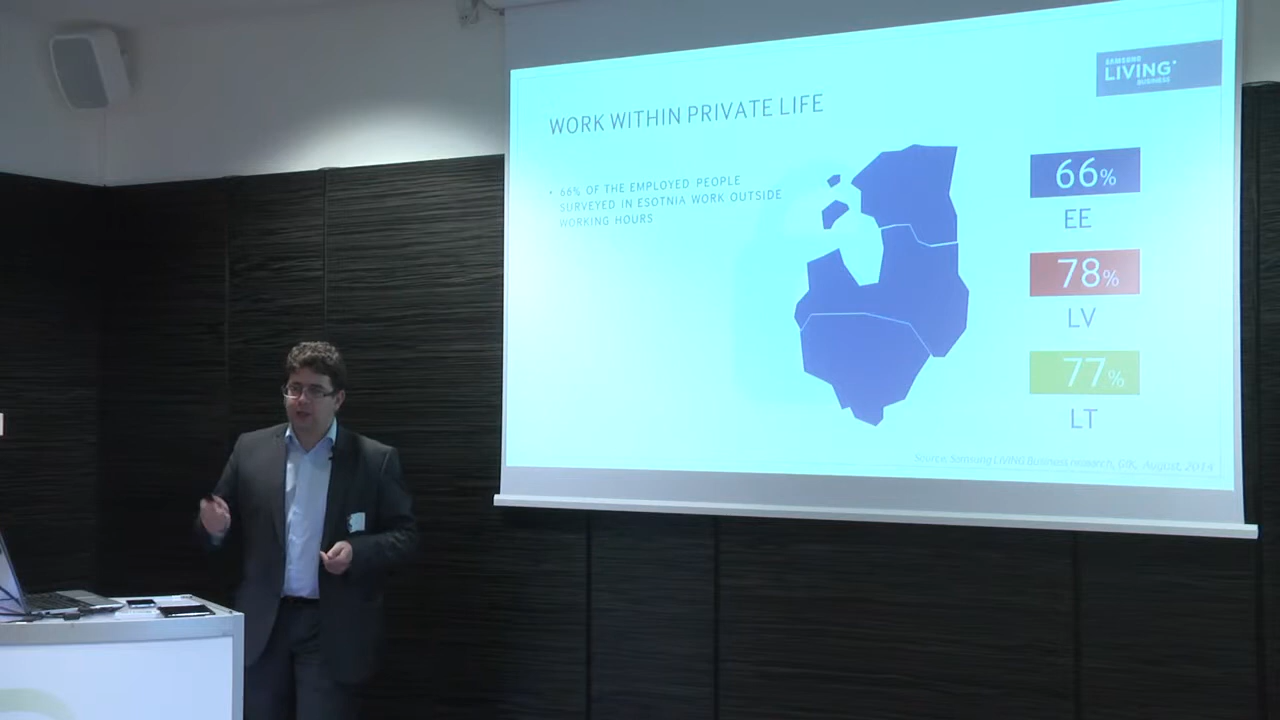 SAMSUNG
LIVING
BUSINESS
WORK WITHIN PRIVATE LIFE
• 66% OF THE EMPLOYED PEOPLE
SURVEYED IN ESOTNIA WORK OUTSIDE
WORKING HOURS
66%
EE
78%
LV
77%
LT
Source: Samsung LIVING Business research, GfK, August, 2014